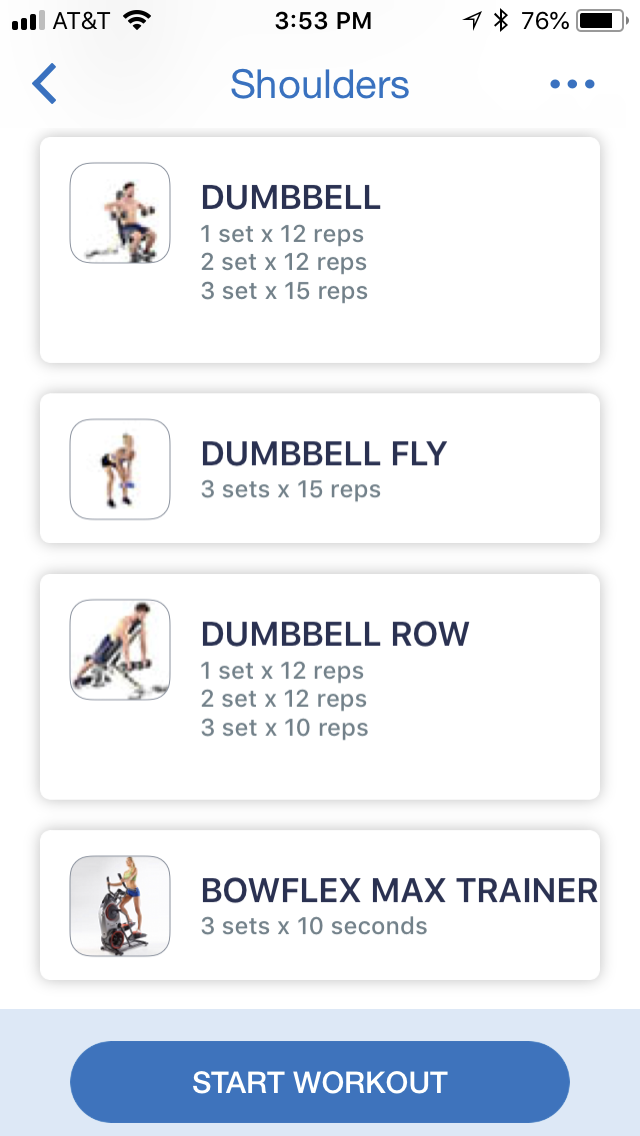 AT&T 3:53 PM 76%
Shoulders
DUMBBELL
1 set x 12 reps
2 set x 12 reps
3 set x 15 reps
DUMBBELL FLY
3 sets x 15 reps
DUMBBELL ROW
1 set x 12 reps
2 set x 12 reps
3 set x 10 reps
BOWFLEX MAX TRAINER
3 sets x 10 seconds
START WORKOUT